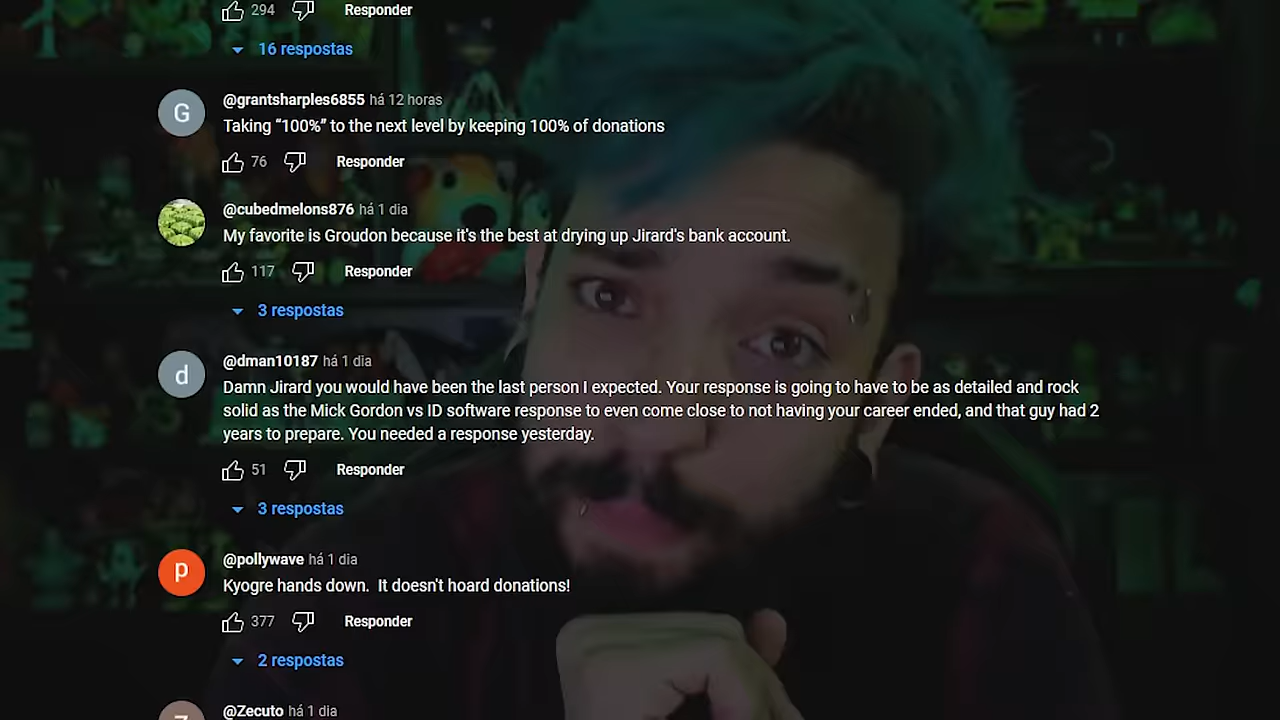 294 Responder
16 respostas
G
@grantsharples6855 há 12 horas
Taking “100%” to the next level by keeping 100% of donations
76 Responder
@cubedmelons876 há 1 dia
My favorite is Groudon because it's the best at drying up Jirard's bank account.
117 Responder
3 respostas
d
@dman10187 há 1 dia
Damn Jirard you would have been the last person I expected. Your response is going to have to be as detailed and rock
solid as the Mick Gordon vs ID software response to even come close to not having your career ended, and that guy had 2
years to prepare. You needed a response yesterday.
51 Responder
3 respostas
p
@pollywave há 1 dia
Kyogre hands down.  It doesn't hoard donations!
377 Responder
2 respostas
@Zecuto há 1 dia